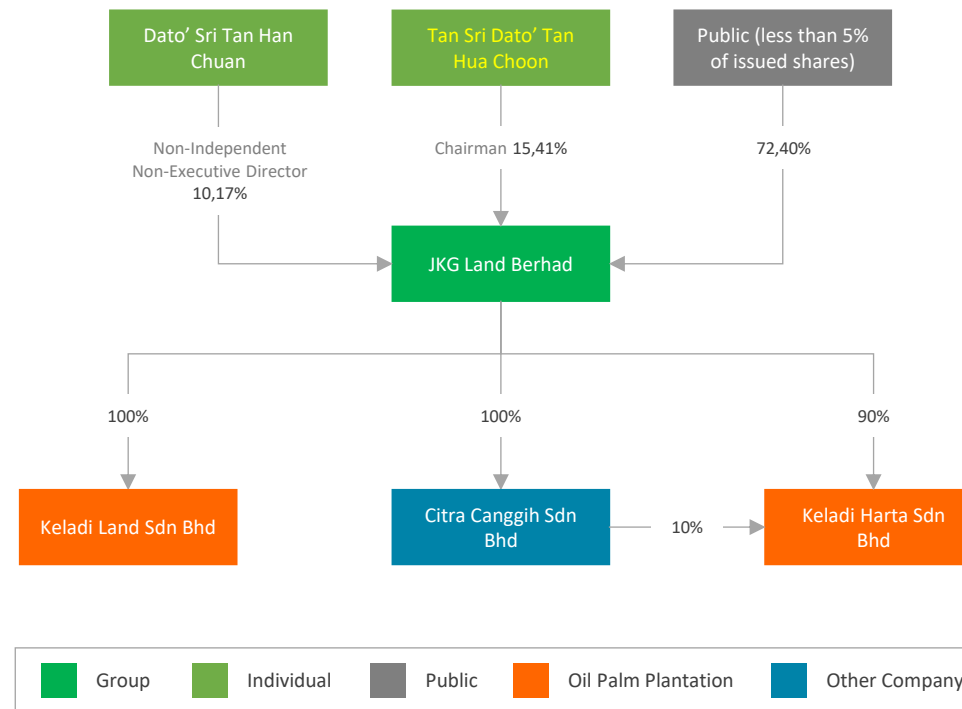 Dato’ Sri Tan Han
Chuan
Tan Sri Dato’ Tan
Hua Choon
Public (less than 5%
of issued shares)
Non-Independent
Non-Executive Director
10,17%
Chairman 15,41%
72,40%
JKG Land Berhad
100%
100%
90%
Keladi Land Sdn Bhd
Citra Canggih Sdn
Bhd
10%
Keladi Harta Sdn
Bhd
Group
Individual
Public
Oil Palm Plantation
Other Company